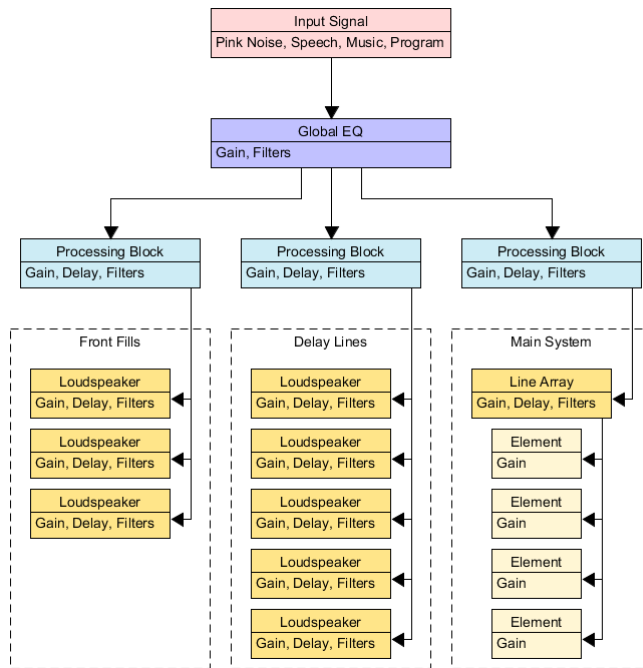 Input Signal
Pink Noise, Speech, Music, Program
Global EQ
Gain, Filters
Processing Block
Gain, Delay, Filters
Processing Block
Gain, Delay, Filters
Processing Block
Gain, Delay, Filters
Front Fills
Loudspeaker
Gain, Delay, Filters
Loudspeaker
Gain, Delay, Filters
Loudspeaker
Gain, Delay, Filters
Delay Lines
Loudspeaker
Gain, Delay, Filters
Loudspeaker
Gain, Delay, Filters
Loudspeaker
Gain, Delay, Filters
Loudspeaker
Gain, Delay, Filters
Loudspeaker
Gain, Delay, Filters
Main System
Line Array
Gain, Delay, Filters
Element
Gain
Element
Gain
Element
Gain
Element
Gain